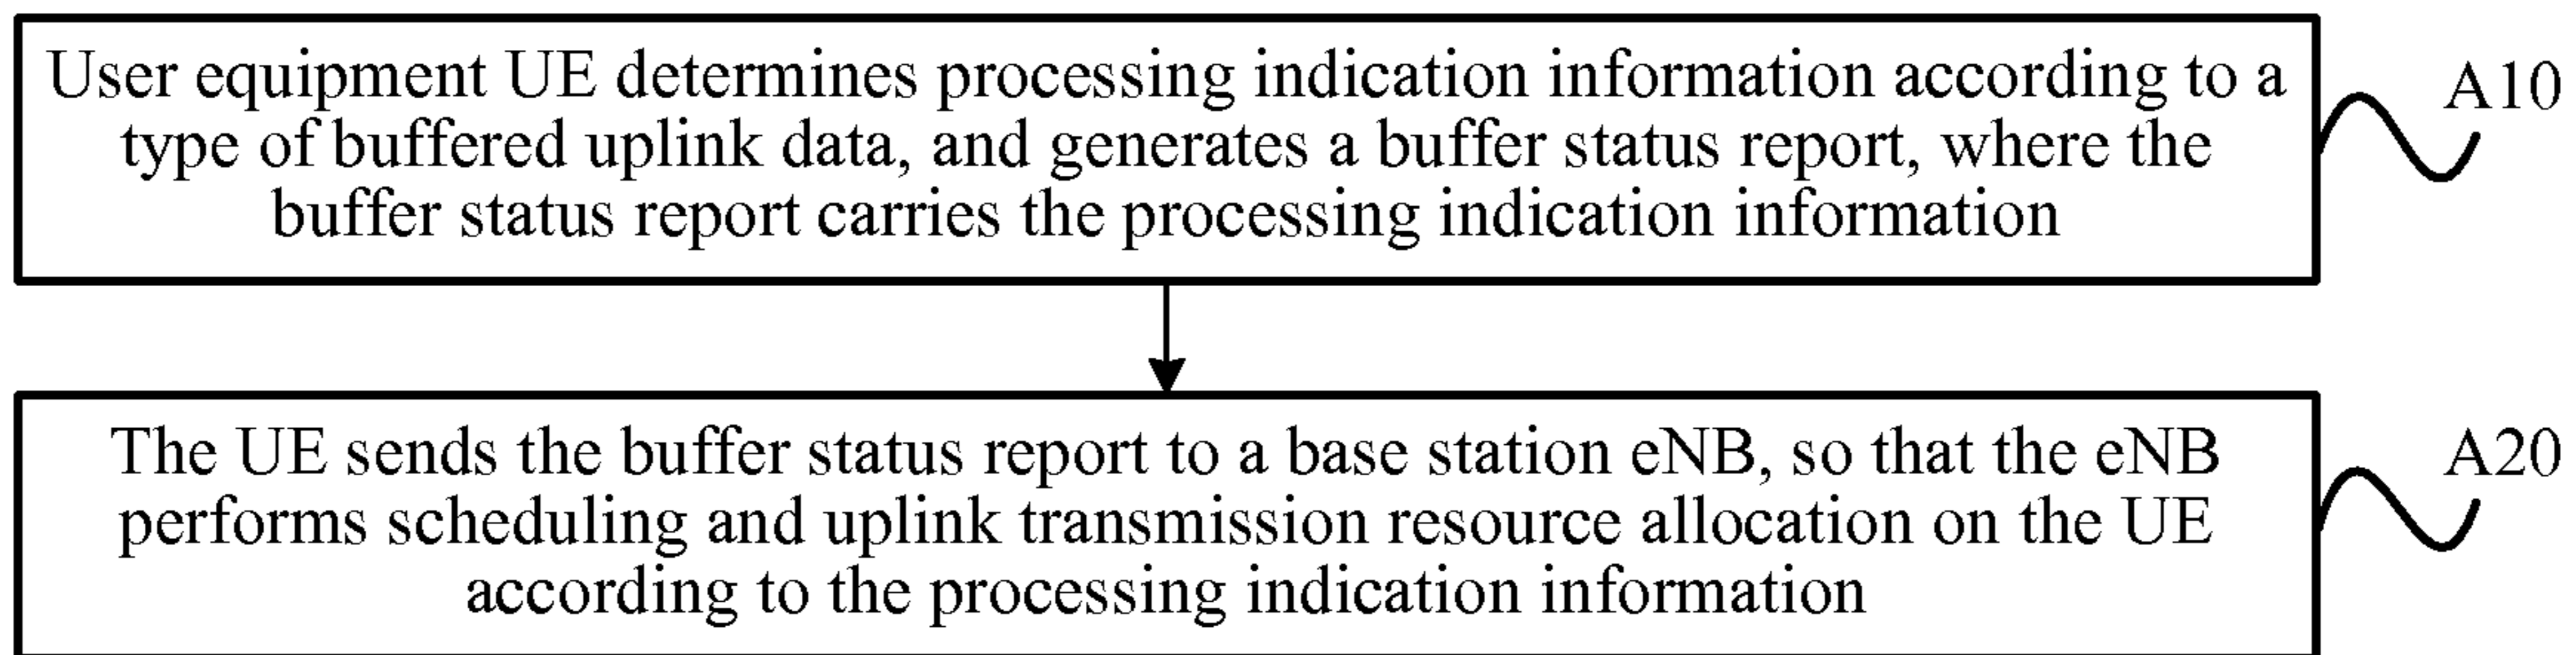 User equipment UE determines processing indication information according to a
type of buffered uplink data, and generates a buffer status report, where the
buffer status report carries the processing indication information
A10
The UE sends the buffer status report to a base station eNB, so that the eNB
performs scheduling and uplink transmission resource allocation on the UE
according to the processing indication information
A20